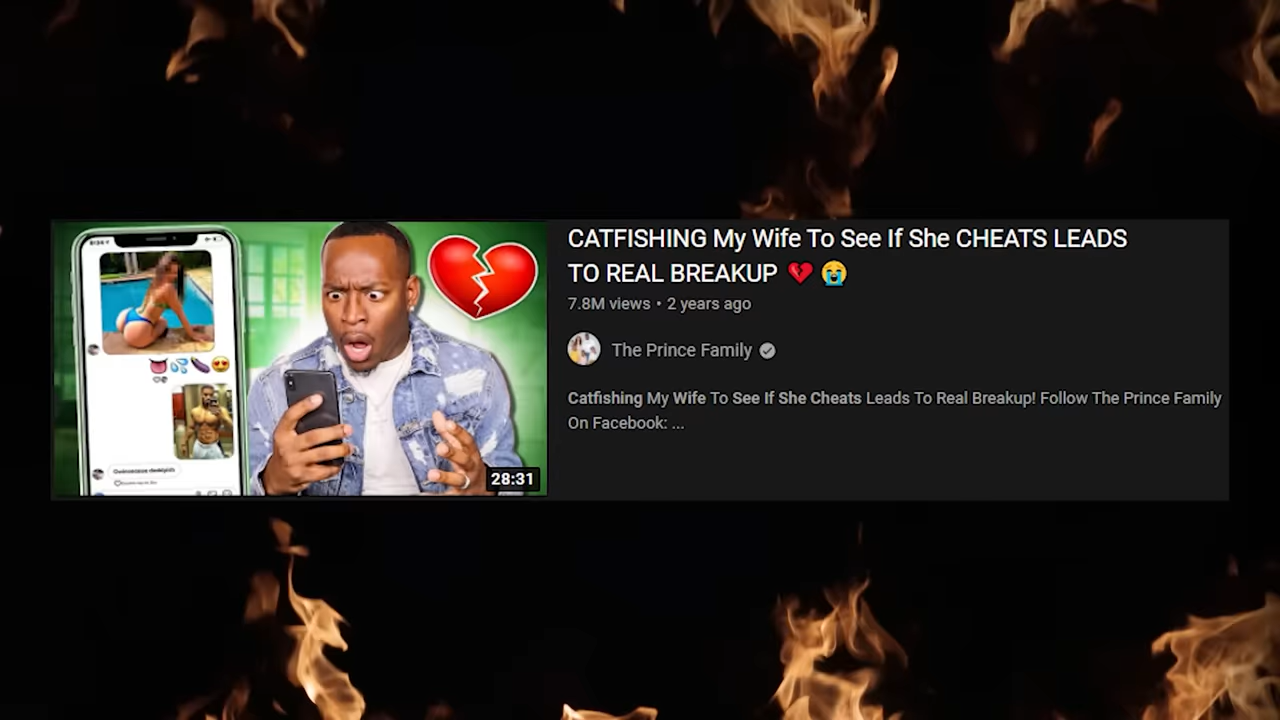 CATFISHING My Wife To See If She CHEATS LEADS
TO REAL BREAKUP 💔 😭
7.8M views • 2 years ago
The Prince Family
Catfishing My Wife To See If She Cheats Leads To Real Breakup! Follow The Prince Family
On Facebook: ...
28:31